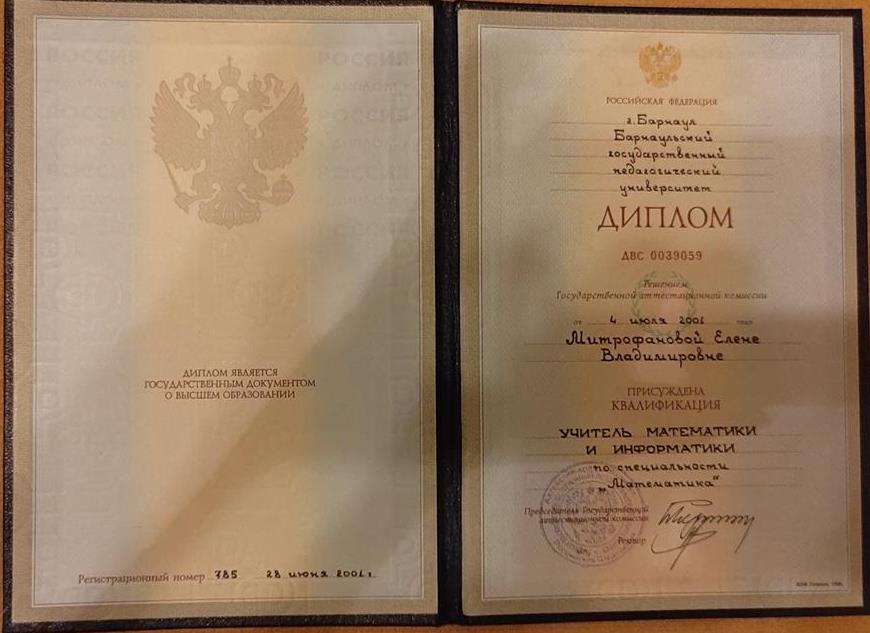 ДИПЛОМ ЯВЛЯЕТСЯ
ГОСУДАРСТВЕННЫМ ДОКУМЕНТОМ
О ВЫСШЕМ ОБРАЗОВАНИИ
Регистрационный номер 785 28 июня 2001 г.
РОССИЙСКАЯ ФЕДЕРАЦИЯ
г. Барнаул
Барнаульский
государственный
педагогический
университет
ДИПЛОМ
ДВС 0039059
Решением
Государственной аттестационной комиссии
от 4 июля 2001 года
Митрофановой Елене
Владимировне
ПРИСУЖДЕНА
КВАЛИФИКАЦИЯ
УЧИТЕЛЬ МАТЕМАТИКИ
И ИНФОРМАТИКИ
по специальности
„Математика“
Председатель Государственной
аттестационной комиссии
Ректор